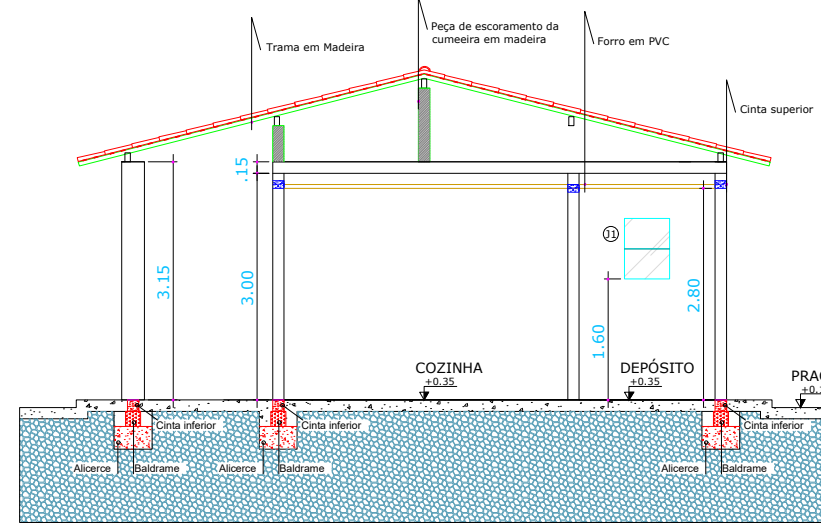 Peça de escoramento da
cumeeira em madeira
Trama em Madeira
Forro em PVC
Cinta superior
.15
J1
3.15
3.00
2.80
1.60
COZINHA
+0.35
DEPÓSITO
+0.35
Cinta inferior
Cinta inferior
Cinta inferior
Alicerce
Baldrame
Alicerce
Baldrame
Alicerce
Baldrame